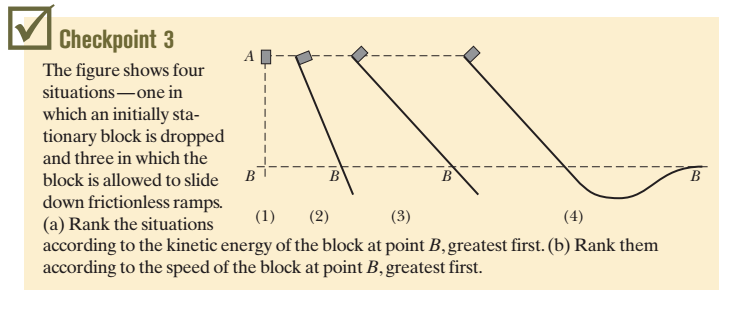 Checkpoint 3
The figure shows four
situations—one in
which an initially sta-
tionary block is dropped
and three in which the
block is allowed to slide
down frictionless ramps.
(a) Rank the situations
according to the kinetic energy of the block at point B, greatest first. (b) Rank them
according to the speed of the block at point B, greatest first.
A
B B B B
(1) (2) (3) (4)